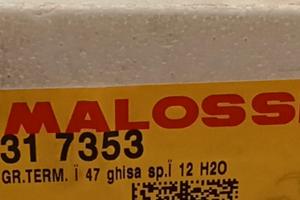 MALOSS
31 7353
GR.TERM. Ï 47 ghisa sp.Ï 12 H2O